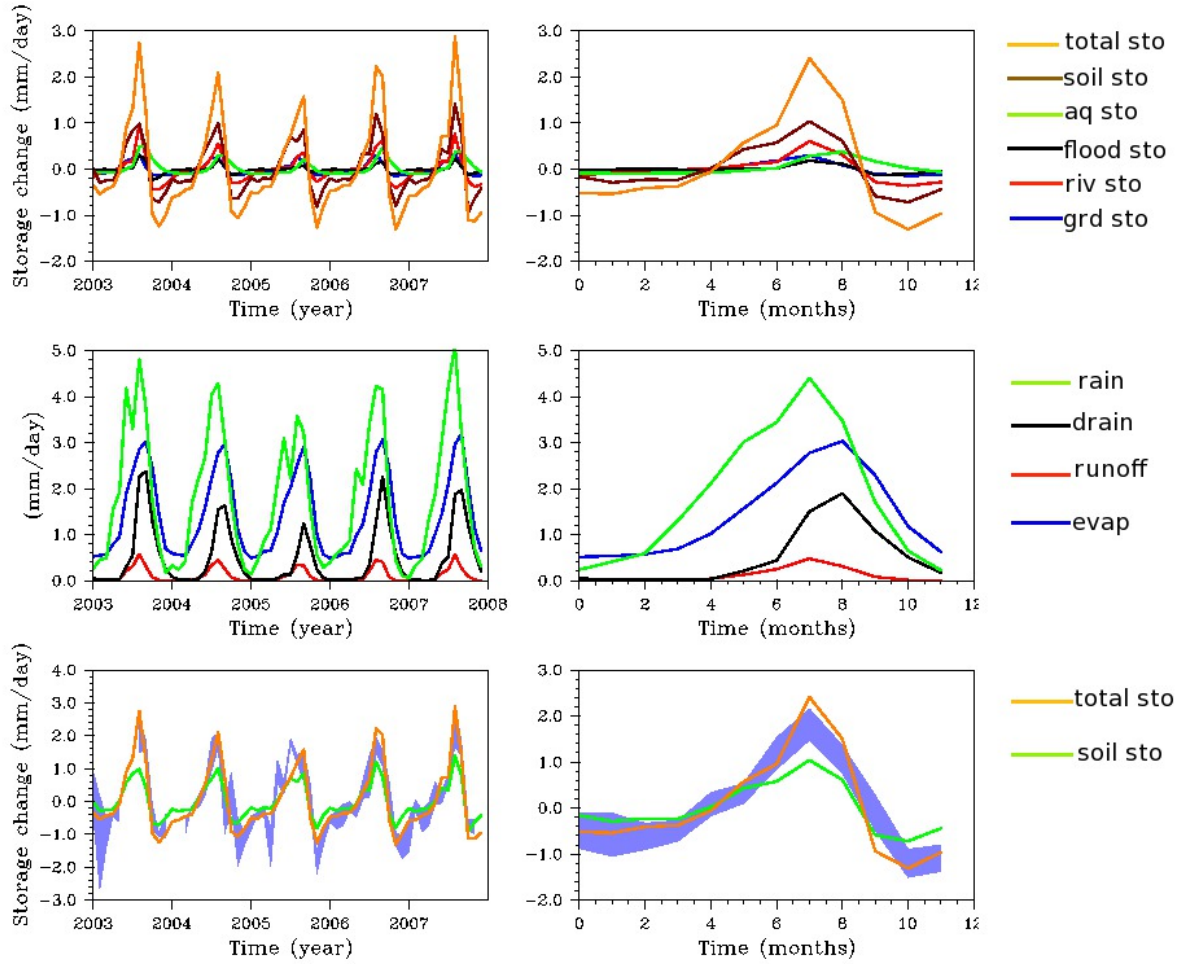 3.0
2.0
1.0
0.0
-1.0
-2.0
Storage change (mm/day)
2003 2004 2005 2006 2007
Time (year)
3.0
2.0
1.0
0.0
-1.0
-2.0
0 2 4 6 8 10 12
Time (months)
total sto
soil sto
aq sto
flood sto
riv sto
grd sto
5.0
4.0
3.0
2.0
1.0
0.0
(mm/day)
2003 2004 2005 2006 2007 2008
Time (year)
5.0
4.0
3.0
2.0
1.0
0.0
0 2 4 6 8 10 12
Time (months)
rain
drain
runoff
evap
4.0
3.0
2.0
1.0
0.0
-1.0
-2.0
-3.0
Storage change (mm/day)
2003 2004 2005 2006 2007
Time (year)
3.0
2.0
1.0
0.0
-1.0
-2.0
0 2 4 6 8 10 12
Time (months)
total sto
soil sto